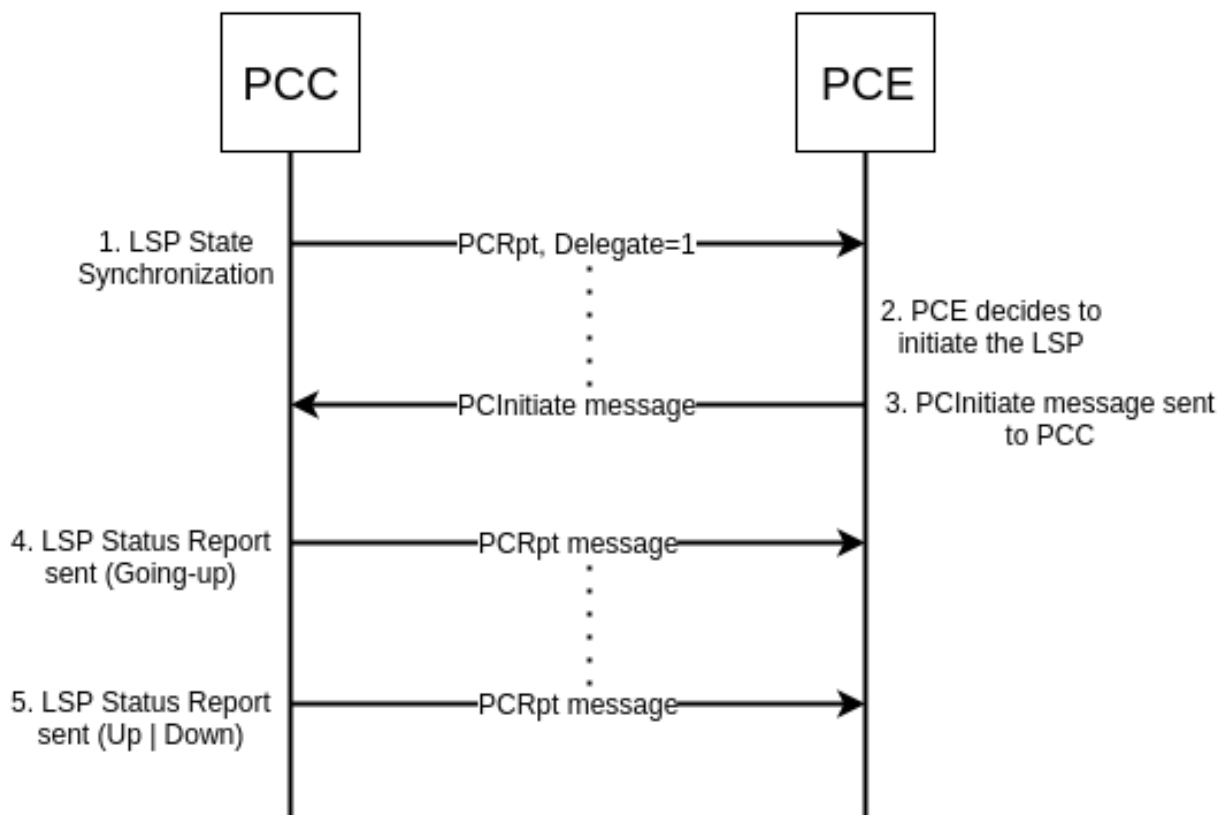 PCC
PCE
1. LSP State
Synchronization
PCRpt, Delegate=1
2. PCE decides to
initiate the LSP
PCInitiate message
3. PCInitiate message sent
to PCC
4. LSP Status Report
sent (Going-up)
PCRpt message
5. LSP Status Report
sent (Up | Down)
PCRpt message